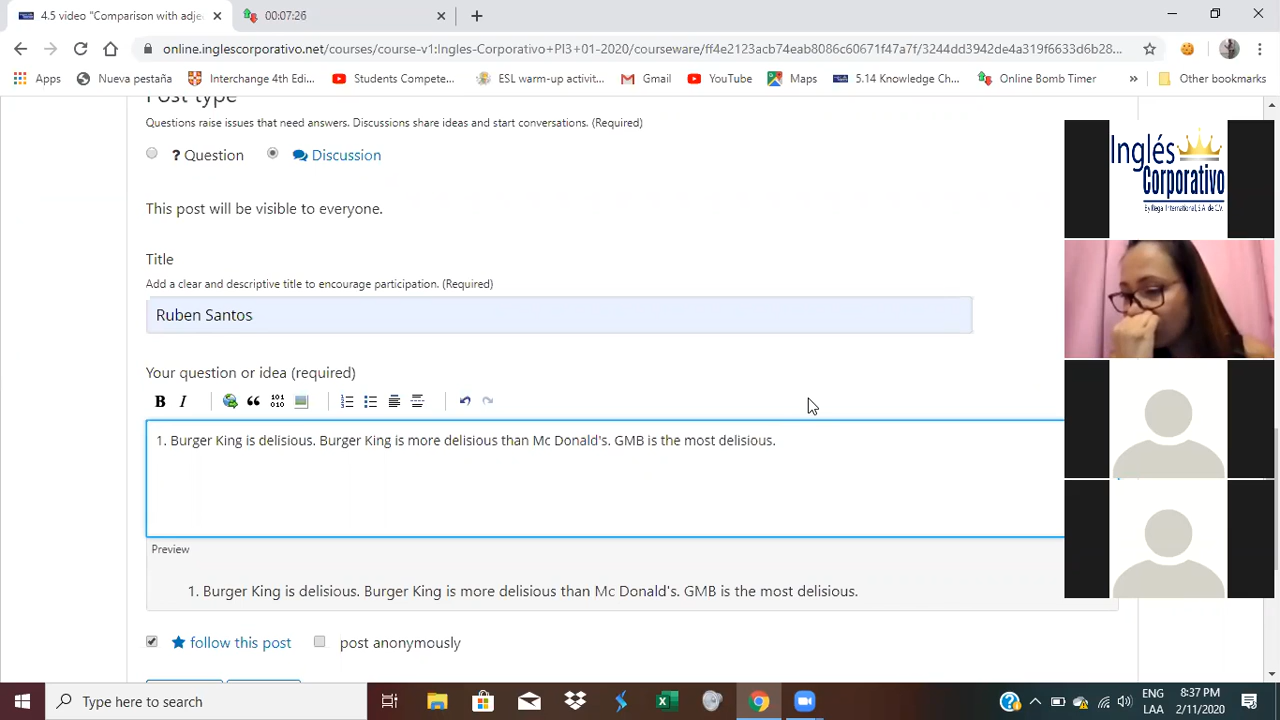 4.5 video "Comparison with adje
00:07:26
online.inglescorporativo.net/courses/course-v1:Ingles-Corporativo+PI3+01-2020/courseware/ff4e2123acb74eab8086c60671f47a7f/3244dd3942de4a319f6633d6b28...
Apps
Nueva pestaña
Interchange 4th Edi...
Students Compete...
ESL warm-up activit...
Gmail
YouTube
Maps
5.14 Knowledge Ch...
Online Bomb Timer
»
Other bookmarks
Post type
Questions raise issues that need answers. Discussions share ideas and start conversations. (Required)
? Question
Discussion
This post will be visible to everyone.
Title
Add a clear and descriptive title to encourage participation. (Required)
Ruben Santos
Your question or idea (required)
B I
1. Burger King is delisious. Burger King is more delisious than Mc Donald's. GMB is the most delisious.
Preview
1. Burger King is delisious. Burger King is more delisious than Mc Donald's. GMB is the most delisious.
follow this post
post anonymously
Inglés
Corporativo
Type here to search
ENG
LAA
8:37 PM
2/11/2020